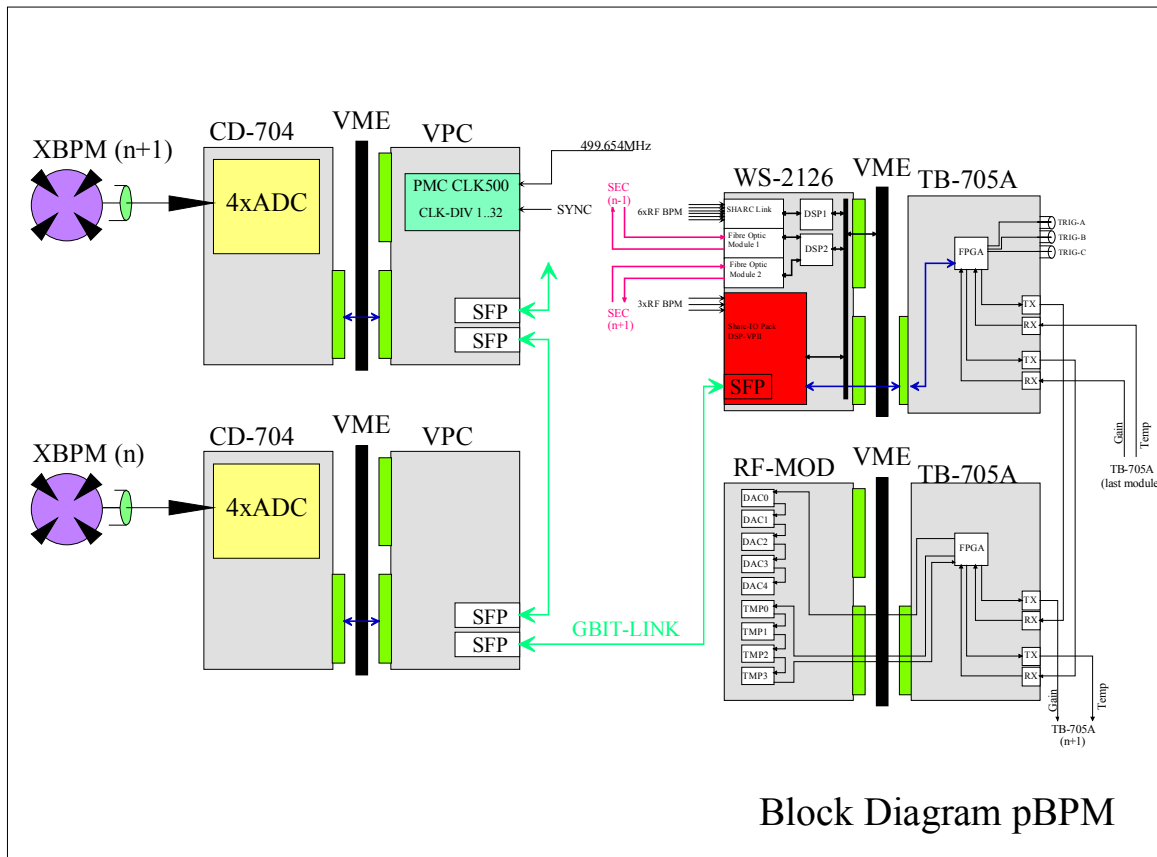 XBPM (n+1)
CD-704
4xADC
VME
VPC
PMC CLK500
CLK-DIV 1..32
499.654MHz
SYNC
SFP
SFP
XBPM (n)
CD-704
4xADC
VME
VPC
SFP
SFP
GBIT-LINK
WS-2126
VME
TB-705A
SEC
(n-1)
6xRF BPM
SHARC Link
DSP1
Fibre Optic
Module 1
DSP2
Fibre Optic
Module 2
SEC
(n+1)
3xRF BPM
Share-IO Pack
DSP-VPII
SFP
FPGA
TRIG-A
TRIG-B
TRIG-C
TX
RX
TX
RX
Gain
Temp
TB-705A
(last module)
RF-MOD
VME
TB-705A
DAC0
DAC1
DAC2
DAC3
DAC4
TMP0
TMP1
TMP2
TMP3
FPGA
TX
RX
TX
RX
Gain
Temp
TB-705A
(n+1)
Block Diagram pBPM